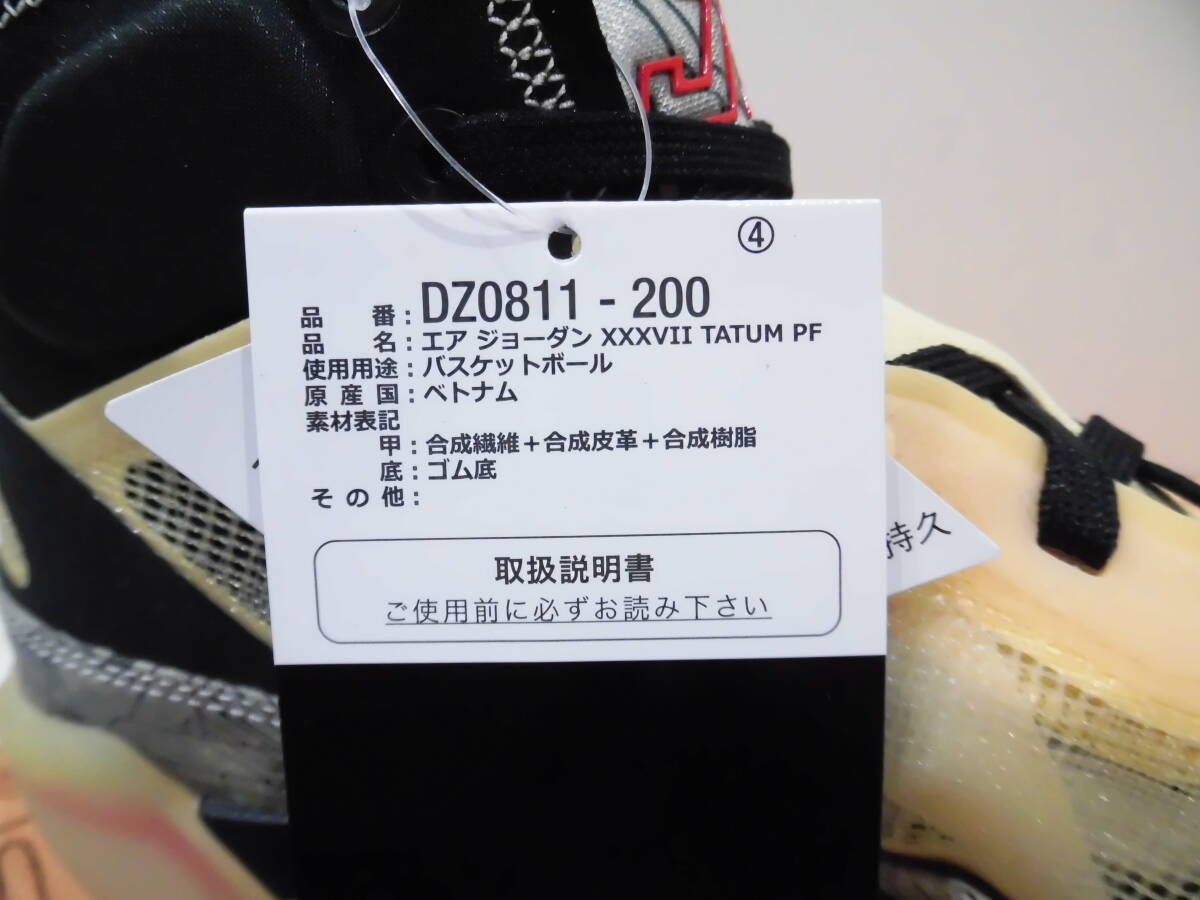 ④
品番：DZ0811 - 200
品名：エア ジョーダン XXXVII TATUM PF
使用用途：バスケットボール
原産国：ベトナム
素材表記
甲：合成繊維＋合成皮革＋合成樹脂
底：ゴム底
その他：
取扱説明書
ご使用前に必ずお読み下さい
持久